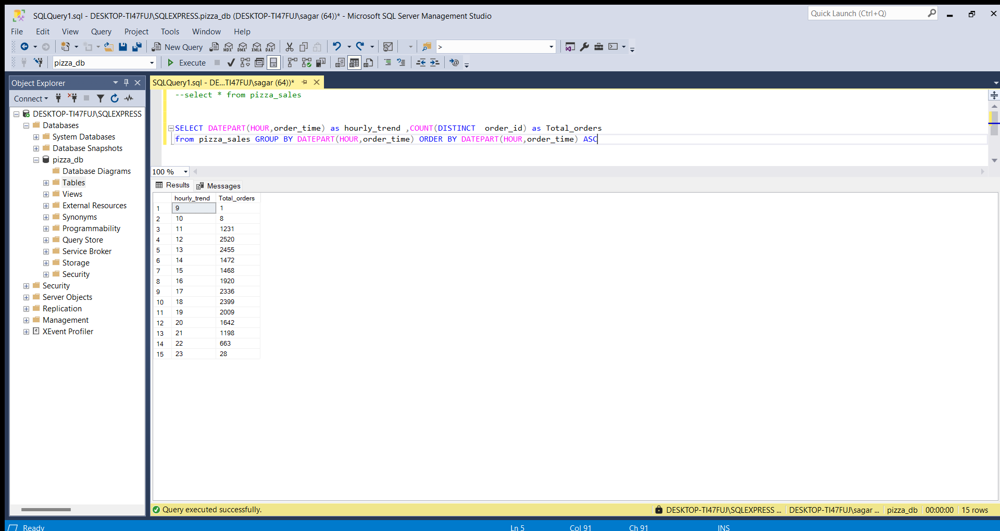 SQLQuery1.sql - DESKTOP-TI47FUJ\SQLEXPRESS.pizza_db (DESKTOP-TI47FUJ\sagar (64))* - Microsoft SQL Server Management Studio
Quick Launch (Ctrl+Q)
File Edit View Query Project Tools Window Help
New Query MDX DMX XMLA DAX >
pizza_db Execute
Object Explorer
Connect
DESKTOP-TI47FUJ\SQLEXPRESS
Databases
System Databases
Database Snapshots
pizza_db
Database Diagrams
Tables
Views
External Resources
Synonyms
Programmability
Query Store
Service Broker
Storage
Security
Security
Server Objects
Replication
Management
XEvent Profiler
SQLQuery1.sql - DE...TI47FUJ\sagar (64))*
--select * from pizza_sales
SELECT DATEPART(HOUR,order_time) as hourly_trend ,COUNT(DISTINCT  order_id) as Total_orders
from pizza_sales GROUP BY DATEPART(HOUR,order_time) ORDER BY DATEPART(HOUR,order_time) ASC
100 %
Results Messages
hourly_trend Total_orders
1 9 1
2 10 8
3 11 1231
4 12 2520
5 13 2455
6 14 1472
7 15 1468
8 16 1920
9 17 2336
10 18 2399
11 19 2009
12 20 1642
13 21 1198
14 22 663
15 23 28
Query executed successfully. DESKTOP-TI47FUJ\SQLEXPRESS ... DESKTOP-TI47FUJ\sagar ... pizza_db 00:00:00 15 rows
Ready Ln 5 Col 91 Ch 91 INS